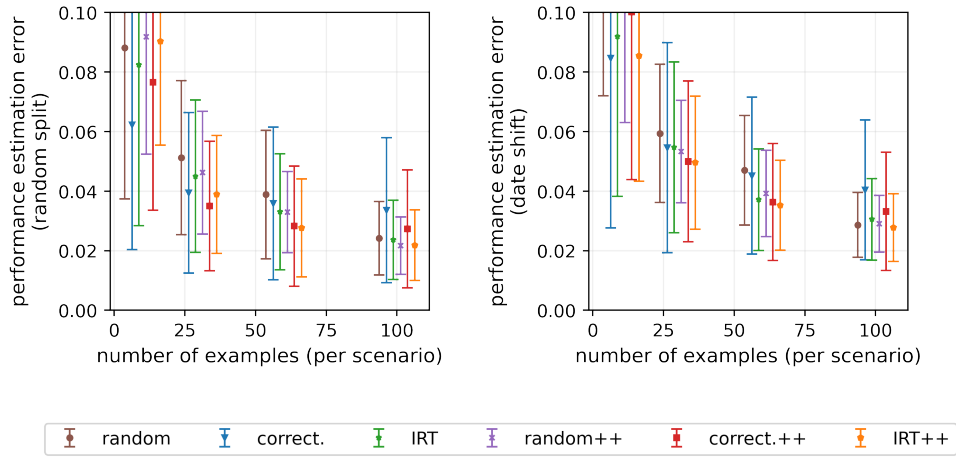 performance estimation error
(random split)
0.10
0.08
0.06
0.04
0.02
0.00
0 25 50 75 100
number of examples (per scenario)
performance estimation error
(date shift)
0.10
0.08
0.06
0.04
0.02
0.00
0 25 50 75 100
number of examples (per scenario)
random correct. IRT random++ correct.++ IRT++